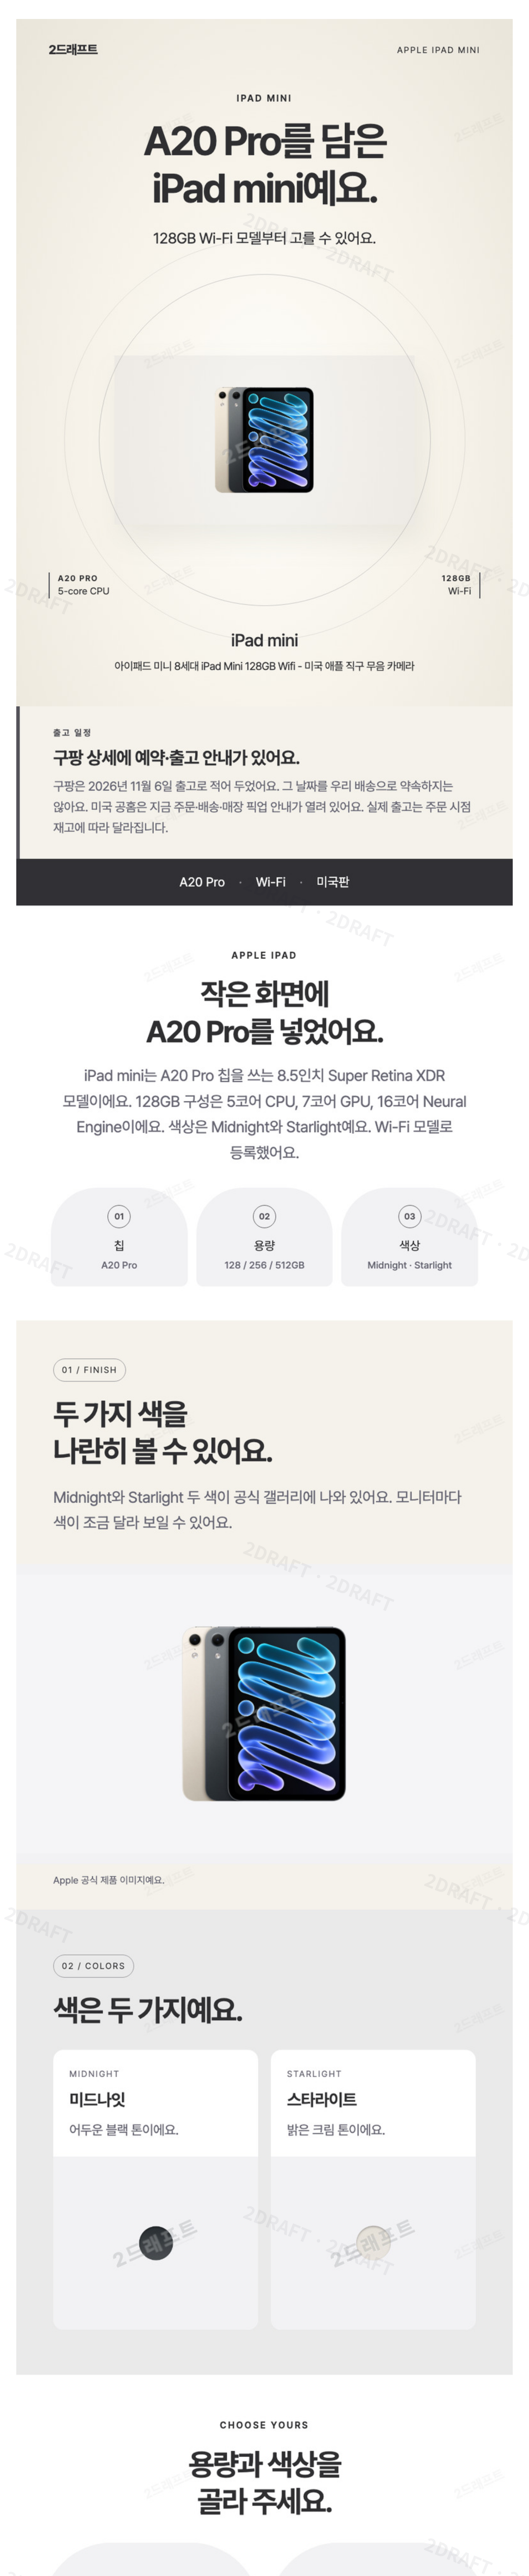 2드래프트
APPLE IPAD MINI
IPAD MINI
A20 Pro를 담은
iPad mini예요.
128GB Wi-Fi 모델부터 고를 수 있어요.
A20 PRO
5-core CPU
128GB
Wi-Fi
iPad mini
아이패드 미니 8세대 iPad Mini 128GB Wifi - 미국 애플 직구 무음 카메라
출고 일정
구팡 상세에 예약·출고 안내가 있어요.
구팡은 2026년 11월 6일 출고로 적어 두었어요. 그 날짜를 우리 배송으로 약속하지는
않아요. 미국 공홈은 지금 주문·배송·매장 픽업 안내가 열려 있어요. 실제 출고는 주문 시점
재고에 따라 달라집니다.
A20 Pro · Wi-Fi · 미국판
APPLE IPAD
작은 화면에
A20 Pro를 넣었어요.
iPad mini는 A20 Pro 칩을 쓰는 8.5인치 Super Retina XDR
모델이에요. 128GB 구성은 5코어 CPU, 7코어 GPU, 16코어 Neural
Engine이에요. 색상은 Midnight와 Starlight예요. Wi-Fi 모델로
등록했어요.
01
칩
A20 Pro
02
용량
128 / 256 / 512GB
03
색상
Midnight · Starlight
01 / FINISH
두 가지 색을
나란히 볼 수 있어요.
Midnight와 Starlight 두 색이 공식 갤러리에 나와 있어요. 모니터마다
색이 조금 달라 보일 수 있어요.
2드래프트
Apple 공식 제품 이미지예요.
02 / COLORS
색은 두 가지예요.
MIDNIGHT
미드나잇
어두운 블랙 톤이에요.
STARLIGHT
스타라이트
밝은 크림 톤이에요.
2드래프트
2드래프트
2DRAFT · 2DRAFT
CHOOSE YOURS
용량과 색상을
골라 주세요.